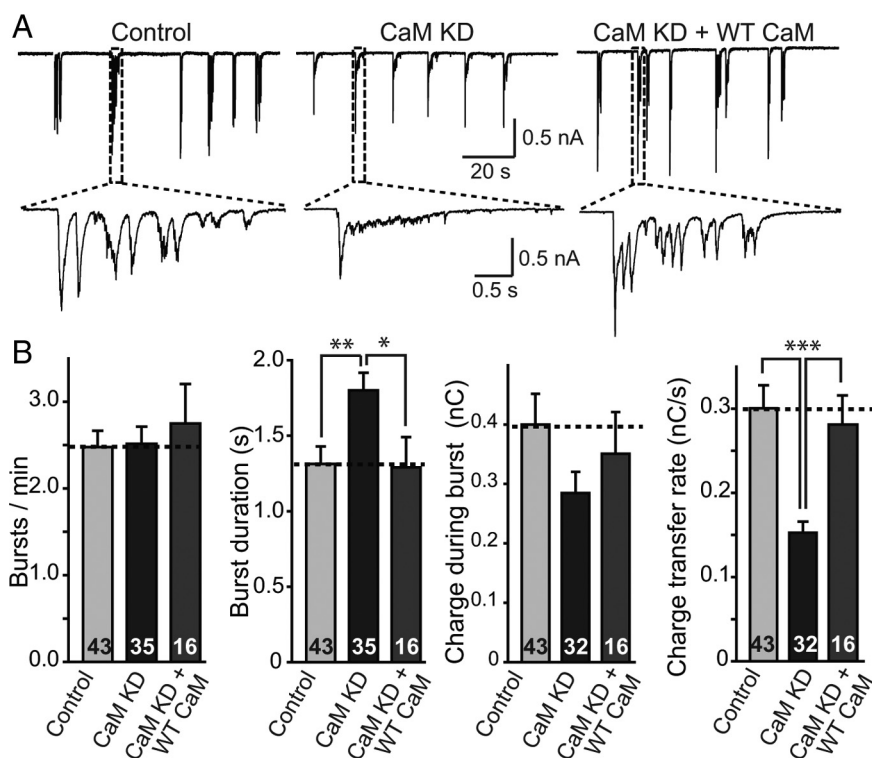 A
Control
CaM KD
CaM KD + WT CaM
0.5 nA
20 s
0.5 nA
0.5 s
B
Bursts / min
3.0
2.0
1.0
0.0
43
35
16
Control
CaM KD
CaM KD +
WT CaM
Burst duration (s)
2.0
1.8
1.2
0.6
0
**
*
43
35
16
Control
CaM KD
CaM KD +
WT CaM
Charge during burst (nC)
0.4
0.3
0.2
0.1
0
43
32
16
Control
CaM KD
CaM KD +
WT CaM
Charge transfer rate (nC/s)
0.3
0.2
0.1
0
***
43
32
16
Control
CaM KD
CaM KD +
WT CaM